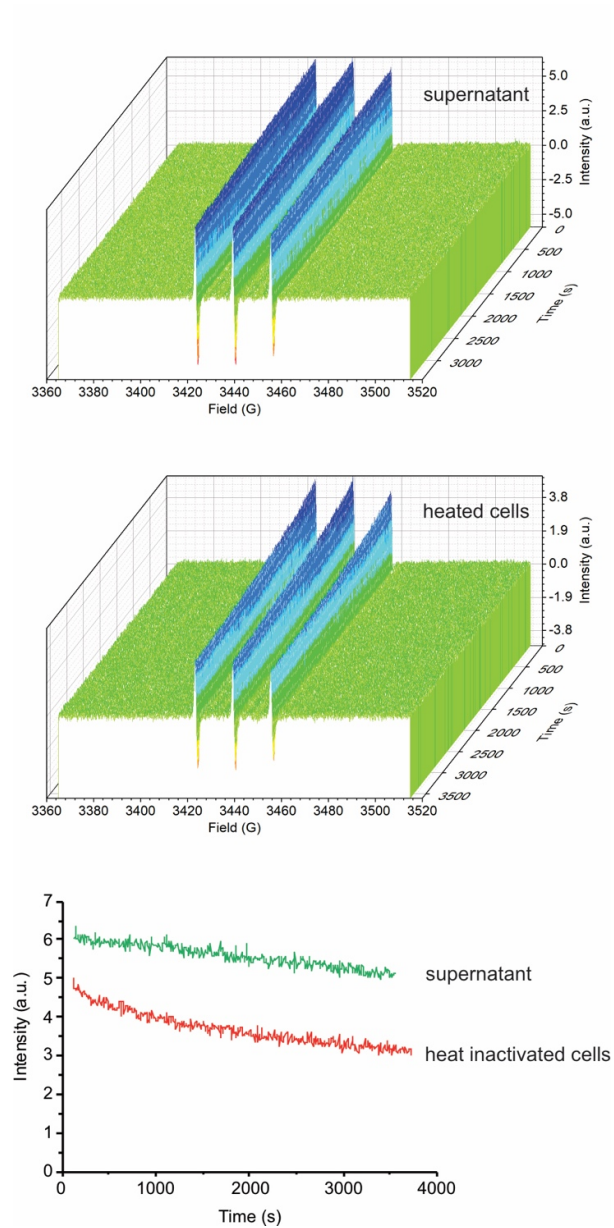 supernatant
5.0
2.5
0.0
-2.5
-5.0
Intensity (a.u.)
0
500
1000
1500
2000
2500
3000
Time (s)
3360 3380 3400 3420 3440 3460 3480 3500 3520
Field (G)
heated cells
3.8
1.9
0.0
-1.9
-3.8
Intensity (a.u.)
0
500
1000
1500
2000
2500
3000
3500
Time (s)
3360 3380 3400 3420 3440 3460 3480 3500 3520
Field (G)
7
6
5
4
3
2
1
0
Intensity (a.u.)
supernatant
heat inactivated cells
0 1000 2000 3000 4000
Time (s)